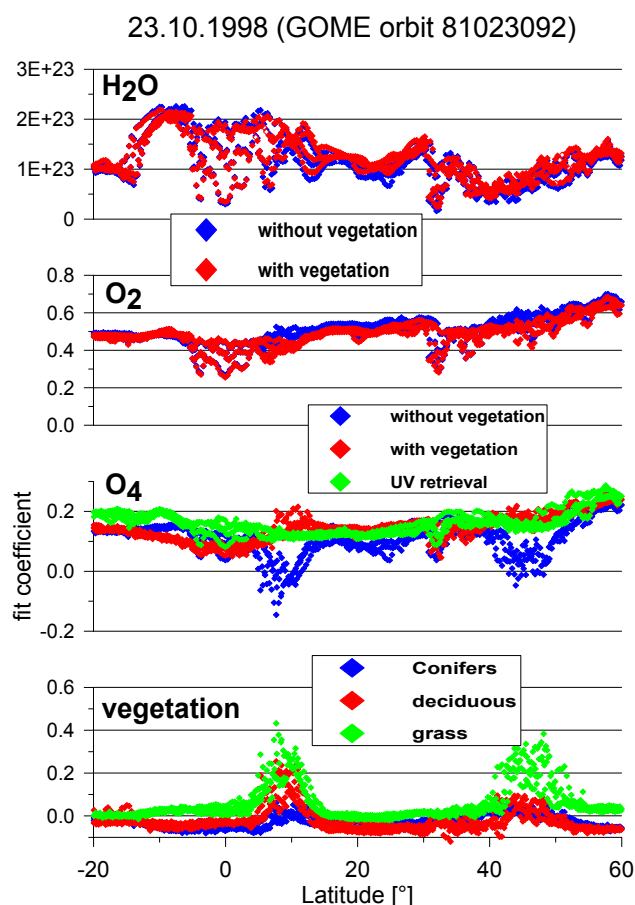 23.10.1998 (GOME orbit 81023092)
3E+23
H2O
2E+23
1E+23
0
without vegetation
with vegetation
0.8
O2
0.6
0.4
0.2
0.0
without vegetation
with vegetation
UV retrieval
O4
0.2
0.0
-0.2
fit coefficient
Conifers
deciduous
grass
0.6
vegetation
0.4
0.2
0.0
-20 0 20 40 60
Latitude [°]